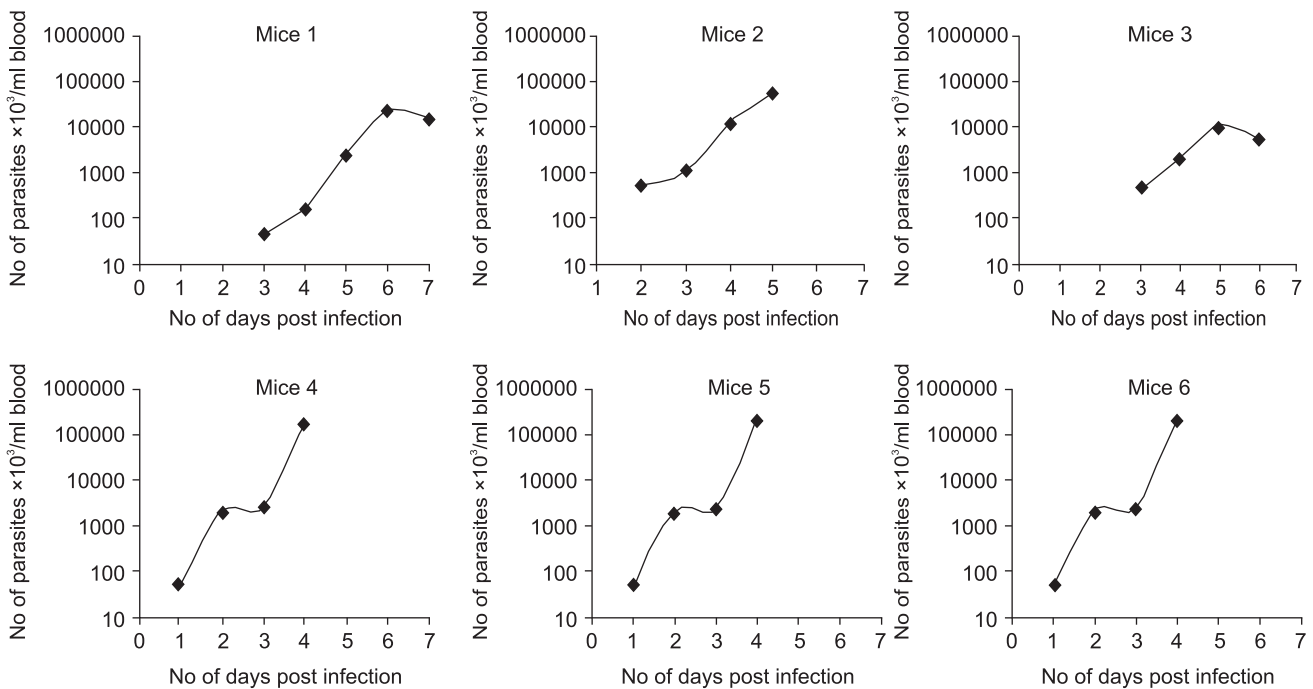 Mice 1
No of parasites ×10³/ml blood
1000000
100000
10000
1000
100
10
0 1 2 3 4 5 6 7
No of days post infection
Mice 2
No of parasites ×10³/ml blood
1000000
100000
10000
1000
100
10
1 2 3 4 5 6 7
No of days post infection
Mice 3
No of parasites ×10³/ml blood
1000000
100000
10000
1000
100
10
0 1 2 3 4 5 6 7
No of days post infection
Mice 4
No of parasites ×10³/ml blood
1000000
100000
10000
1000
100
10
0 1 2 3 4 5 6 7
No of days post infection
Mice 5
No of parasites ×10³/ml blood
1000000
100000
10000
1000
100
10
0 1 2 3 4 5 6 7
No of days post infection
Mice 6
No of parasites ×10³/ml blood
1000000
100000
10000
1000
100
10
0 1 2 3 4 5 6 7
No of days post infection